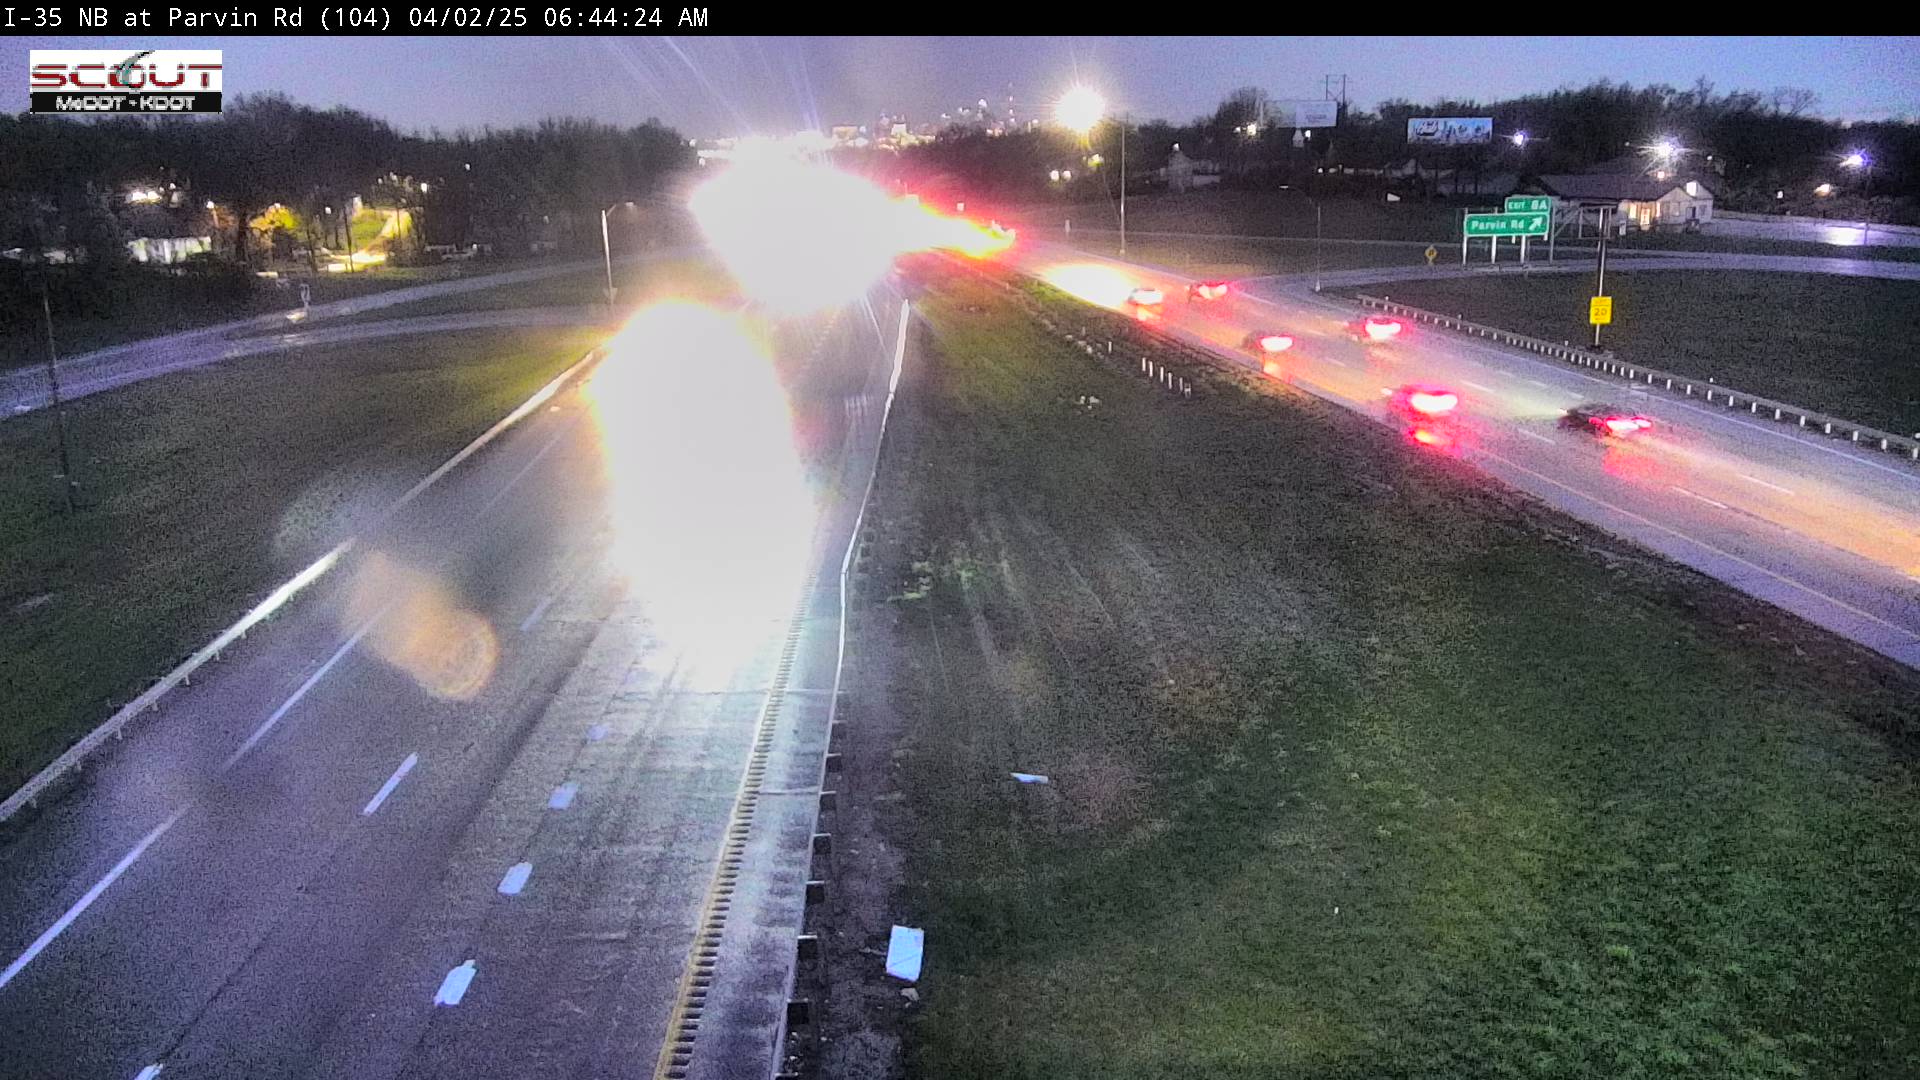 I-35 NB at Parvin Rd (104) 04/02/25 06:44:24 AM
SCOUT
MoDOT - KDOT
EXIT 8A
Parvin Rd
20